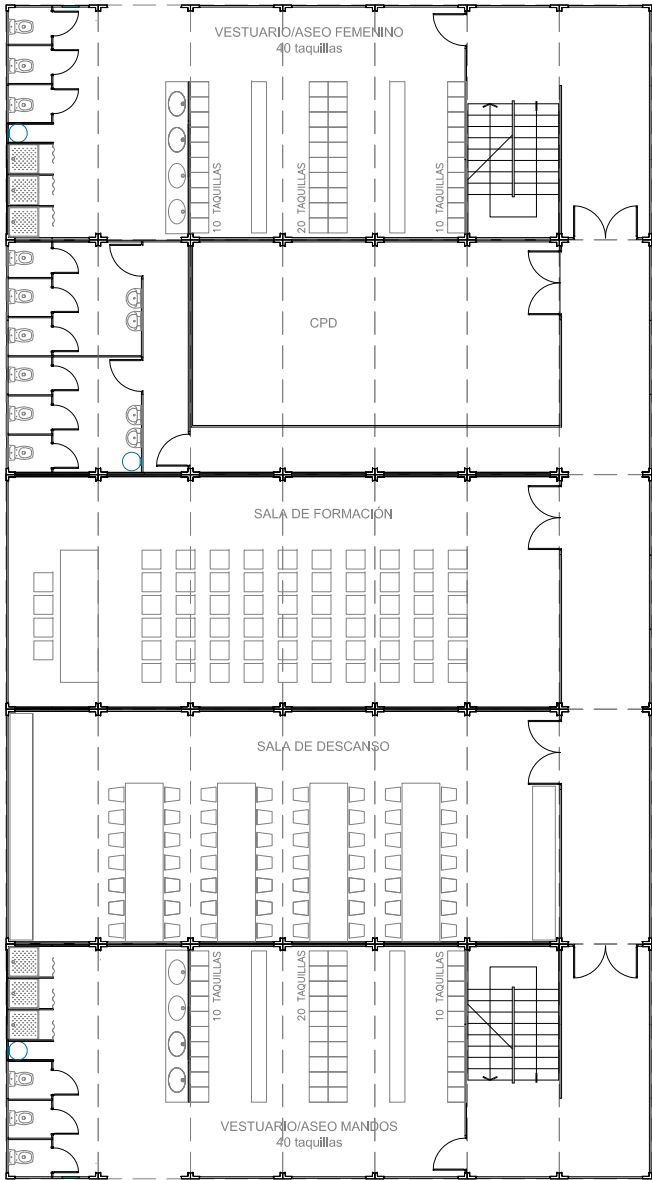 VESTUARIO/ASEO FEMENINO
40 taquillas
10 TAQUILLAS
20 TAQUILLAS
10 TAQUILLAS
CPD
SALA DE FORMACIÓN
SALA DE DESCANSO
10 TAQUILLAS
20 TAQUILLAS
10 TAQUILLAS
VESTUARIO/ASEO MANDOS
40 taquillas